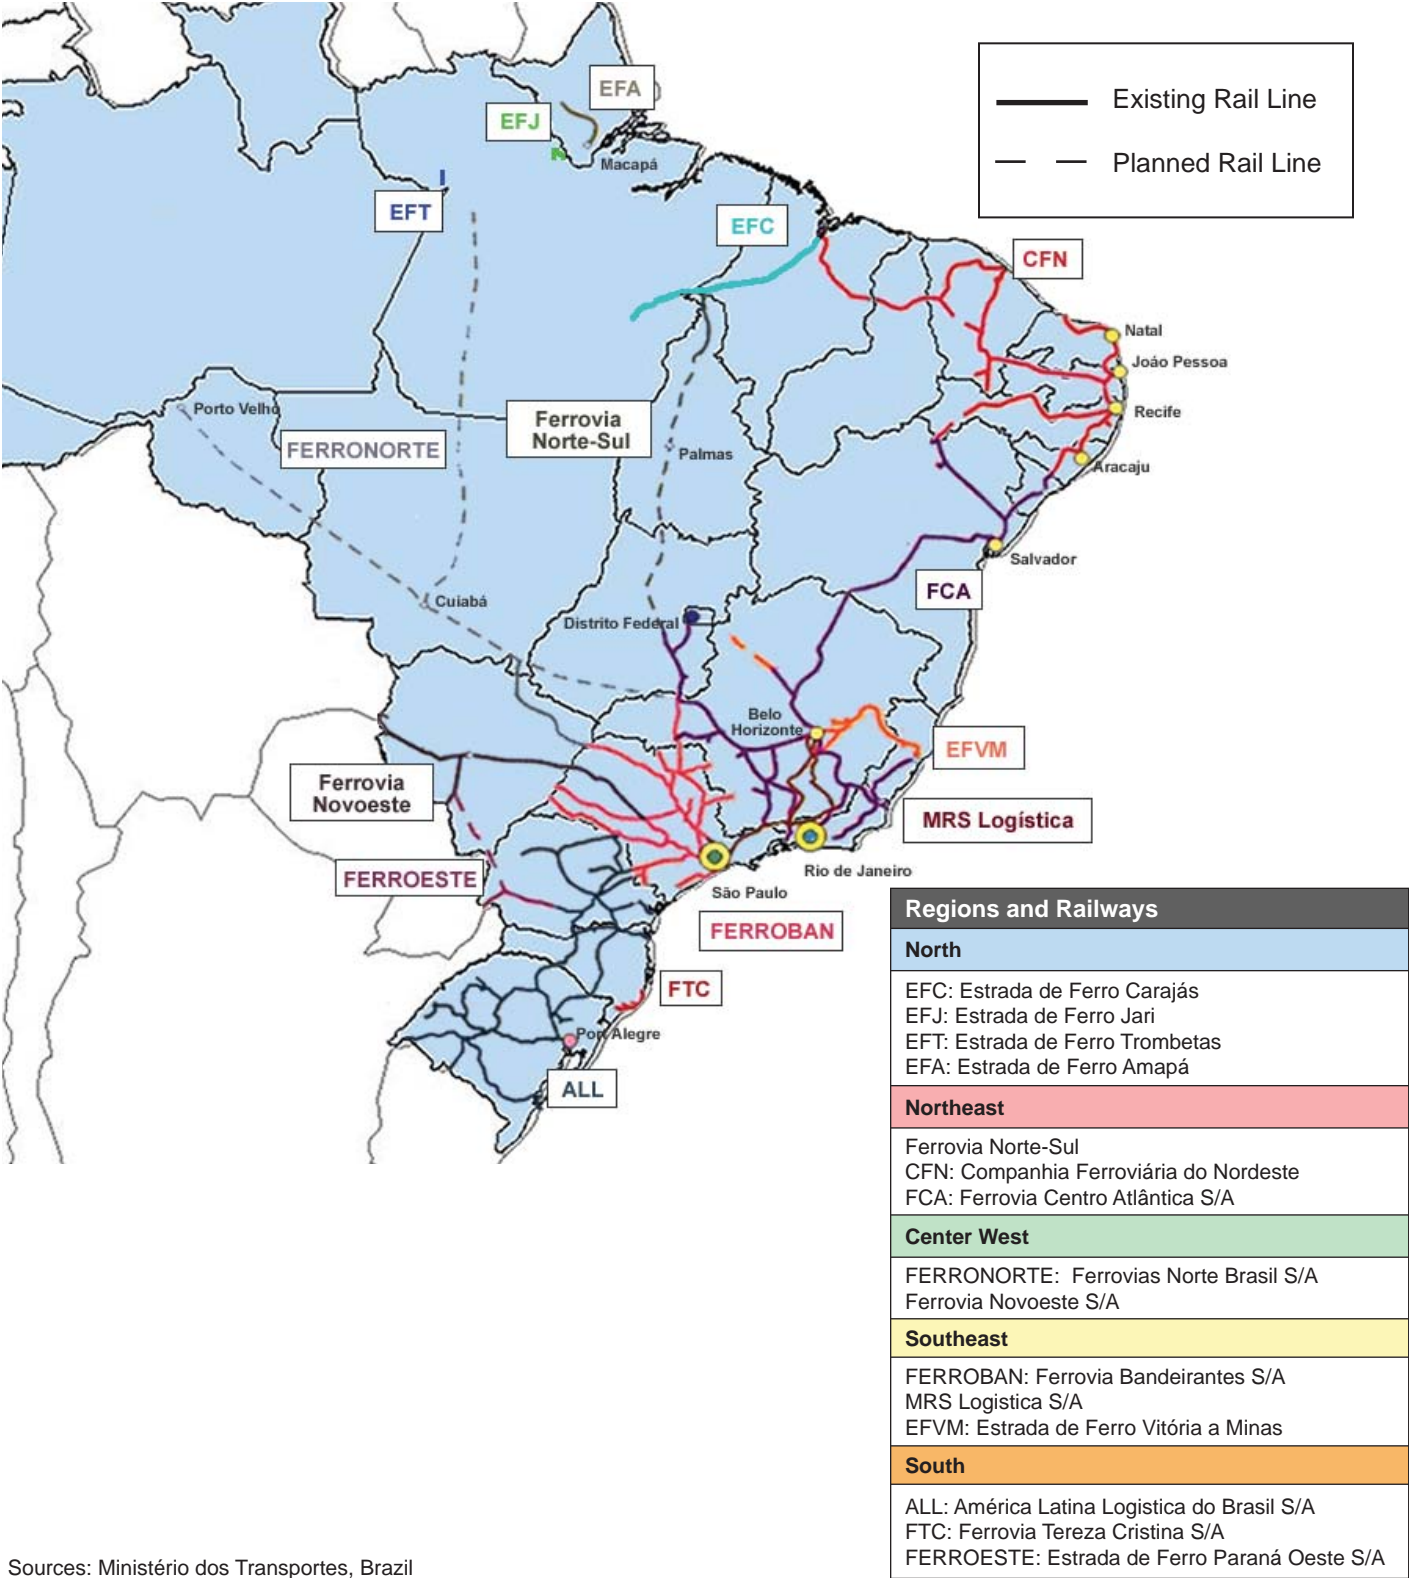 Existing Rail Line
Planned Rail Line
EFA
EFJ
Macapá
EFT
EFC
CFN
Natal
Joáo Pessoa
Recife
Aracaju
Porto Velho
FERRONORTE
Ferrovia
Norte-Sul
Palmas
Salvador
FCA
Cuiabá
Distrito Federal
Belo
Horizonte
EFVM
Ferrovia
Novoeste
MRS Logística
FERROESTE
Rio de Janeiro
São Paulo
FERROBAN
FTC
Port Alegre
ALL
Regions and Railways
North
EFC: Estrada de Ferro Carajás
EFJ: Estrada de Ferro Jari
EFT: Estrada de Ferro Trombetas
EFA: Estrada de Ferro Amapá
Northeast
Ferrovia Norte-Sul
CFN: Companhia Ferroviária do Nordeste
FCA: Ferrovia Centro Atlântica S/A
Center West
FERRONORTE:  Ferrovias Norte Brasil S/A
Ferrovia Novoeste S/A
Southeast
FERROBAN: Ferrovia Bandeirantes S/A
MRS Logistica S/A
EFVM: Estrada de Ferro Vitória a Minas
South
ALL: América Latina Logistica do Brasil S/A
FTC: Ferrovia Tereza Cristina S/A
FERROESTE: Estrada de Ferro Paraná Oeste S/A
Sources: Ministério dos Transportes, Brazil